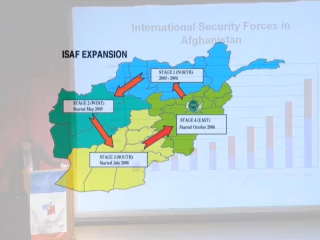 International Security Forces in
Afghanistan
ISAF EXPANSION
STAGE 1 (NORTH)
2003 - 2004
STAGE 2 (WEST)
Started May 2005
STAGE 4 (EAST)
Started October 2006
STAGE 3 (SOUTH)
Started July 2006